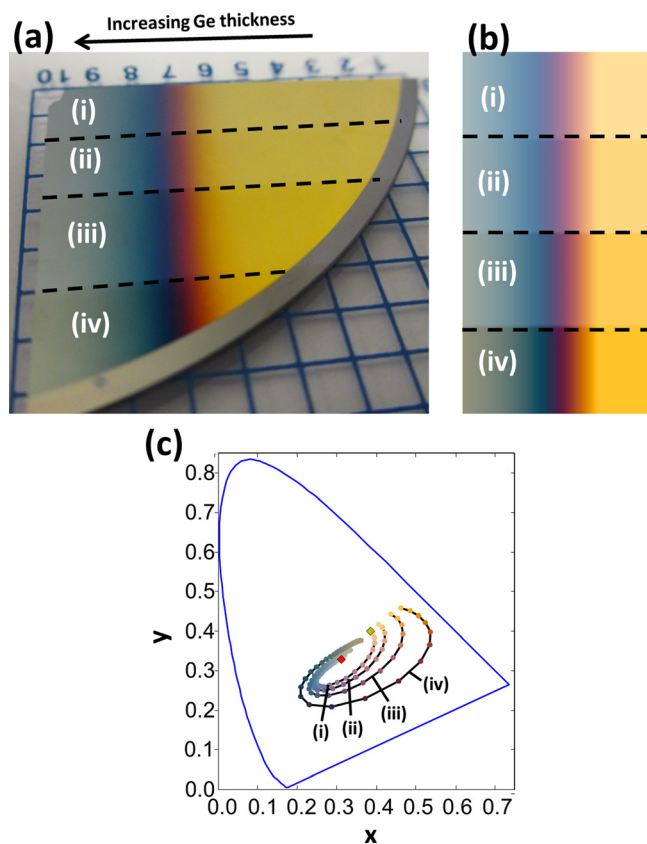 Increasing Ge thickness
(a)
10 9 8 7 6 5 4 3 2 1
(i)
(ii)
(iii)
(iv)
(b)
(i)
(ii)
(iii)
(iv)
(c)
0.8
0.7
0.6
0.5
0.4
0.3
0.2
0.1
0.0
y
(i)
(ii)
(iii)
(iv)
0.0 0.1 0.2 0.3 0.4 0.5 0.6 0.7
x